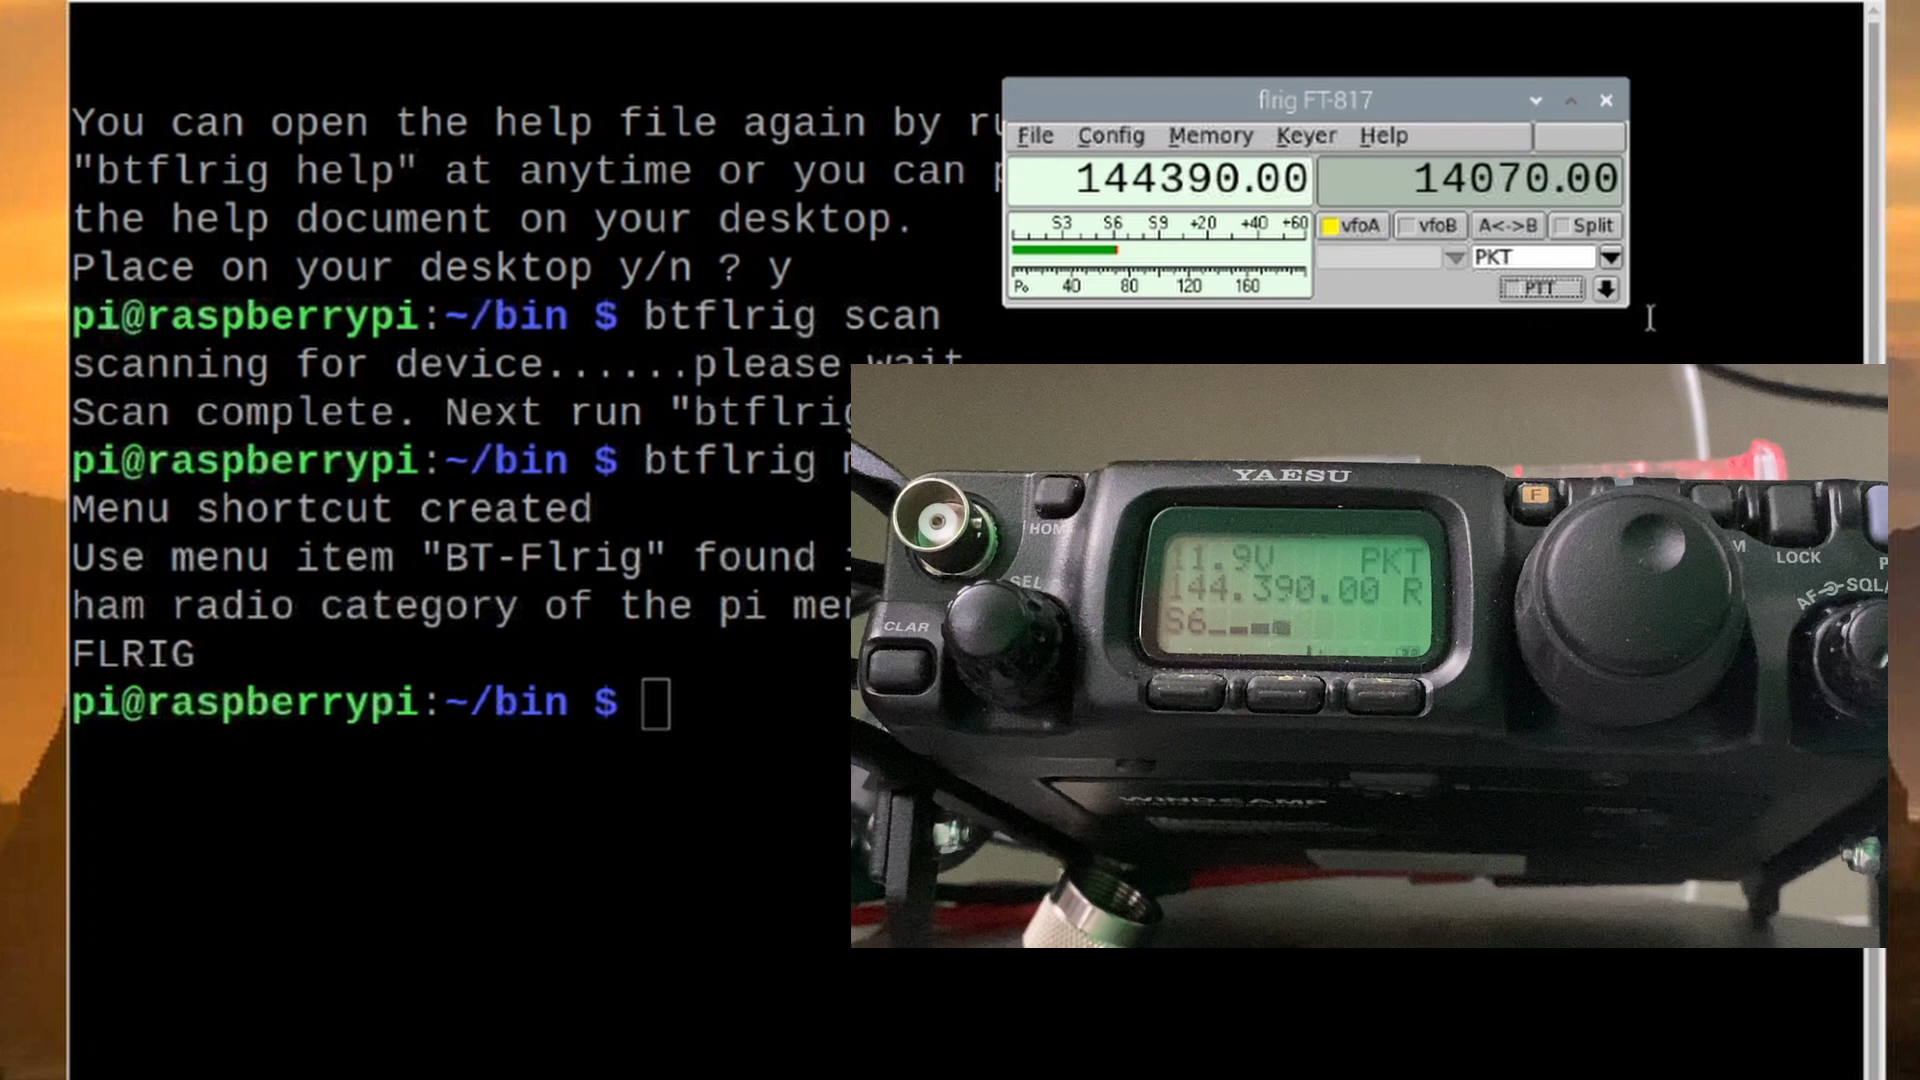 You can open the help file again by
"btflrig help" at anytime or you can
the help document on your desktop.
Place on your desktop y/n ? y
pi@raspberrypi:~/bin $ btflrig scan
scanning for device......please wait
Scan complete. Next run "btflrig
pi@raspberrypi:~/bin $ btflrig
Menu shortcut created
Use menu item "BT-Flrig" found
ham radio category of the pi
FLRIG
pi@raspberrypi:~/bin $
flrig FT-817
File Config Memory Keyer Help
144390.00 14070.00
S3 S6 S9 +20 +40 +60
vfoA vfoB A<->B Split
PKT
Po 40 80 120 160
PTT
YAESU
F
HOM
SEL
CLAR
11.9V PKT
144.390.00 R
S6
M
LOCK
P
AF
SQL
WINDCAMP